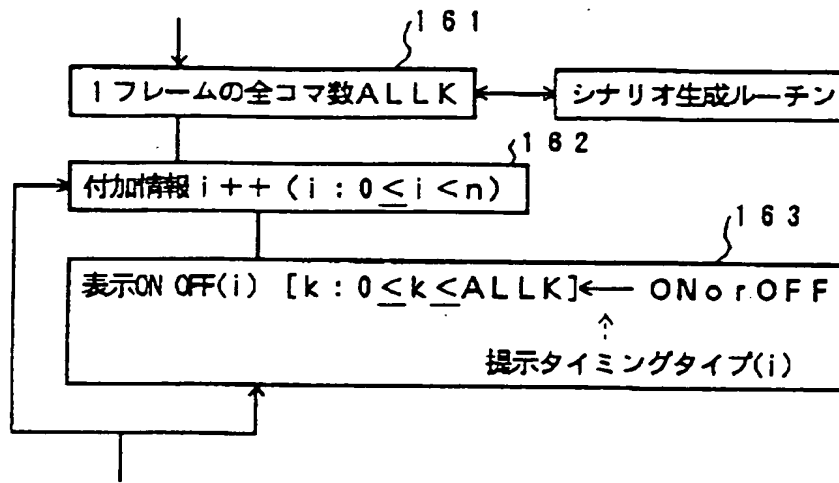 161
1フレームの全コマ数ALLK
シナリオ生成ルーチン
162
付加情報i++(i:0≦i<n)
163
表示ON OFF(i) [k:0≦k≦ALLK]← ONorOFF
提示タイミングタイプ(i)